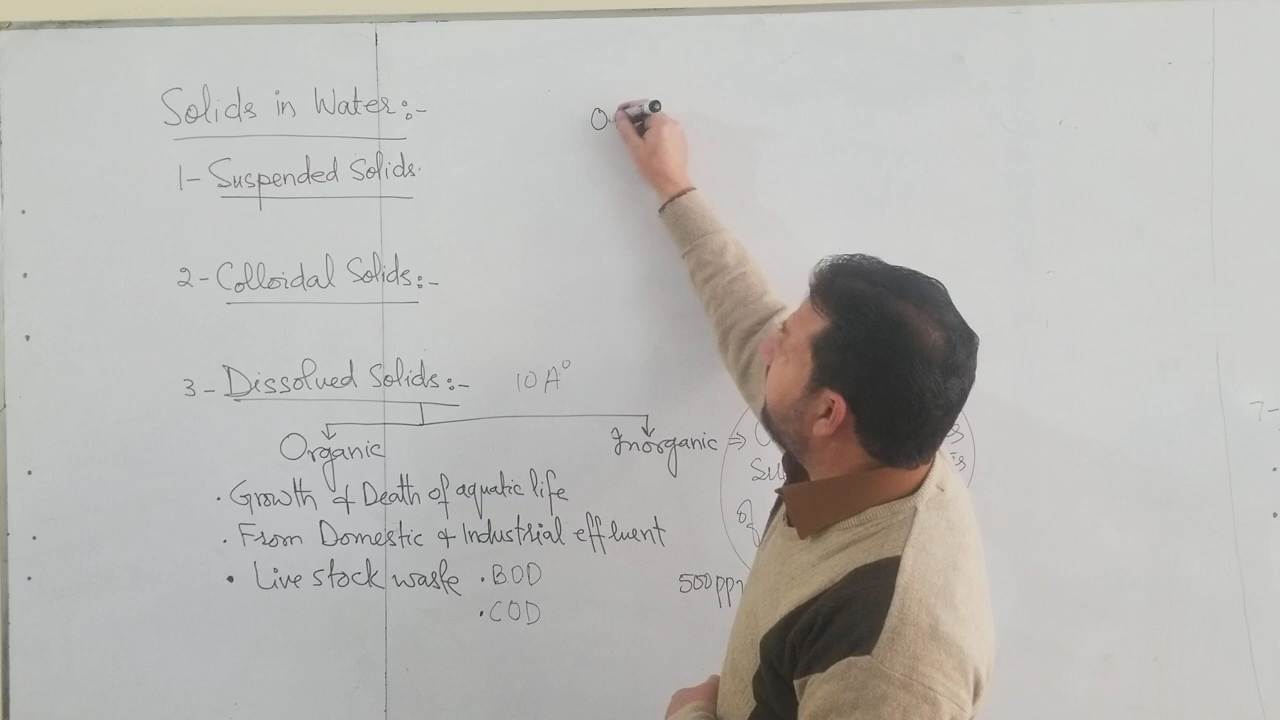 Solids in Water:-
1- Suspended Solids.
2- Colloidal Solids:-
3- Dissolved Solids:- 10 A°
Organic
Inorganic ⇒
• Growth & Death of aquatic life
• From Domestic & Industrial effluent
• Live stock waste • BOD
• COD
500 pp